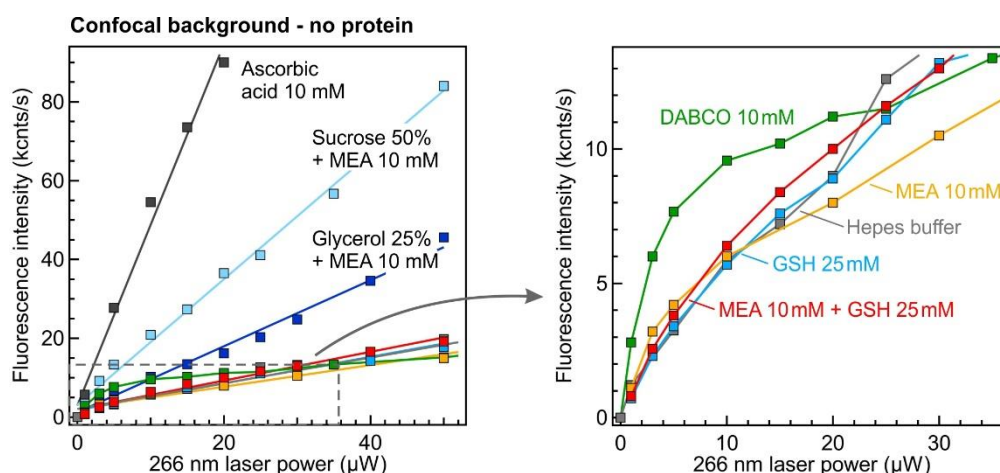 Confocal background - no protein
Fluorescence intensity (kcnts/s)
80
60
40
20
0
Ascorbic
acid 10 mM
Sucrose 50%
+ MEA 10 mM
Glycerol 25%
+ MEA 10 mM
0 20 40
266 nm laser power (µW)
Fluorescence intensity (kcnts/s)
10
5
0
DABCO 10 mM
MEA 10 mM
Hepes buffer
GSH 25 mM
MEA 10 mM + GSH 25 mM
0 10 20 30
266 nm laser power (µW)